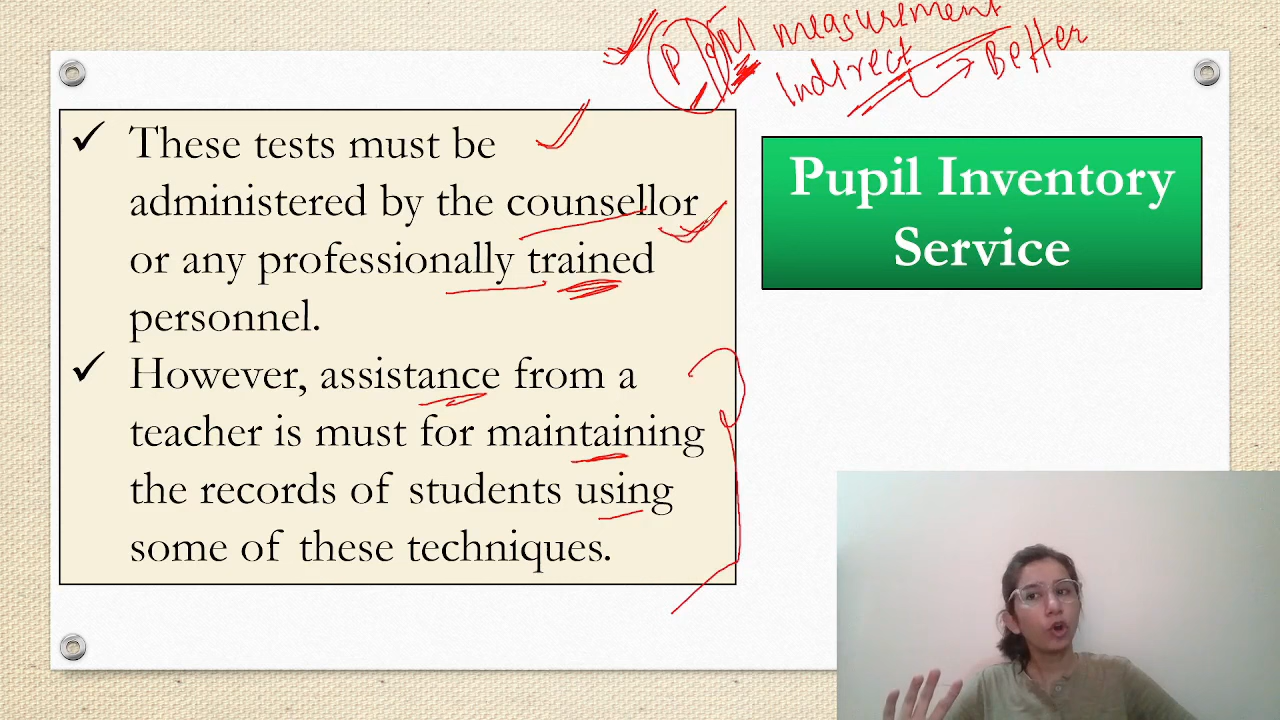 P M measurement
Indirect → Better
✓ These tests must be
administered by the counsellor
or any professionally trained
personnel.
✓ However, assistance from a
teacher is must for maintaining
the records of students using
some of these techniques.
Pupil Inventory
Service